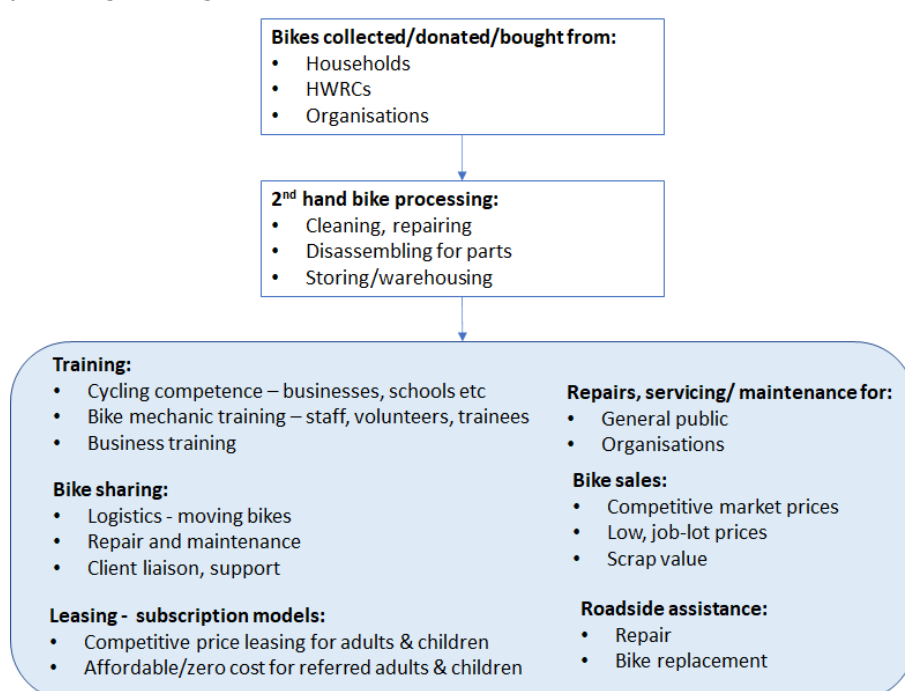 Bikes collected/donated/bought from:
• Households
• HWRCs
• Organisations
2nd hand bike processing:
• Cleaning, repairing
• Disassembling for parts
• Storing/warehousing
Training:
• Cycling competence – businesses, schools etc
• Bike mechanic training – staff, volunteers, trainees
• Business training
Bike sharing:
• Logistics - moving bikes
• Repair and maintenance
• Client liaison, support
Leasing - subscription models:
• Competitive price leasing for adults & children
• Affordable/zero cost for referred adults & children
Repairs, servicing/ maintenance for:
• General public
• Organisations
Bike sales:
• Competitive market prices
• Low, job-lot prices
• Scrap value
Roadside assistance:
• Repair
• Bike replacement